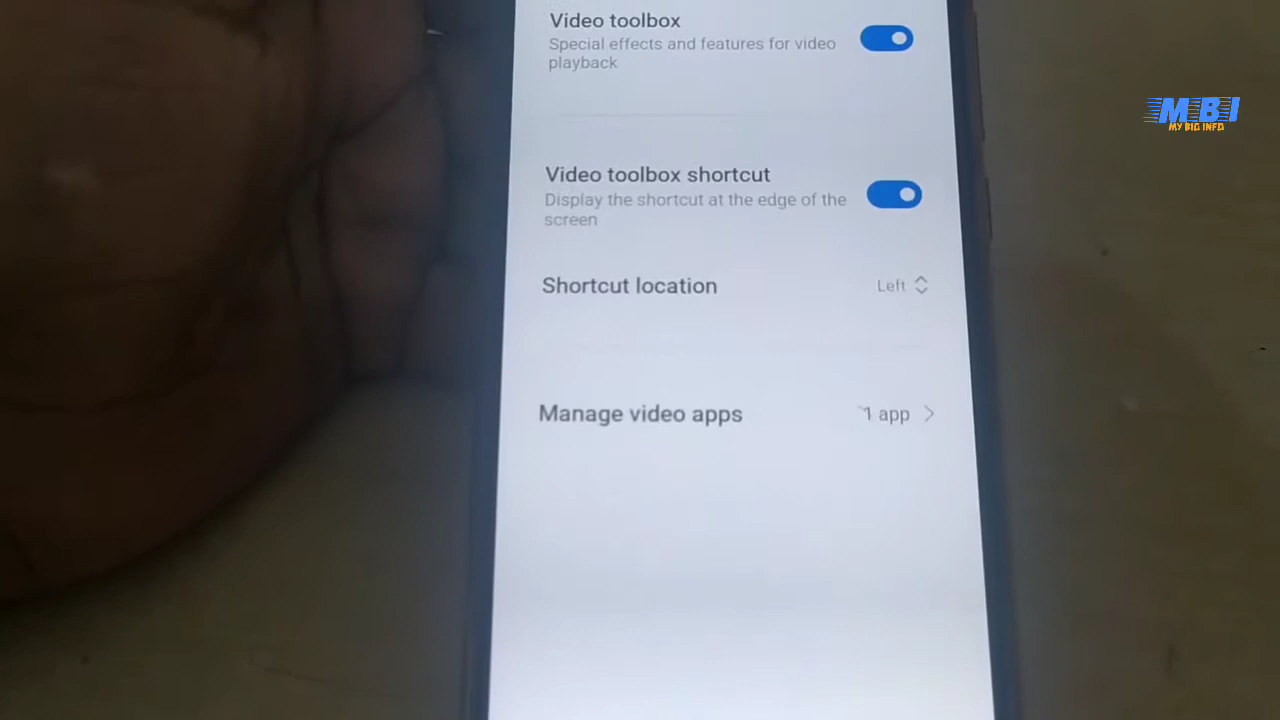 Video toolbox
Special effects and features for video
playback
MBI
MY BIG INFO
Video toolbox shortcut
Display the shortcut at the edge of the
screen
Shortcut location
Left
Manage video apps
1 app